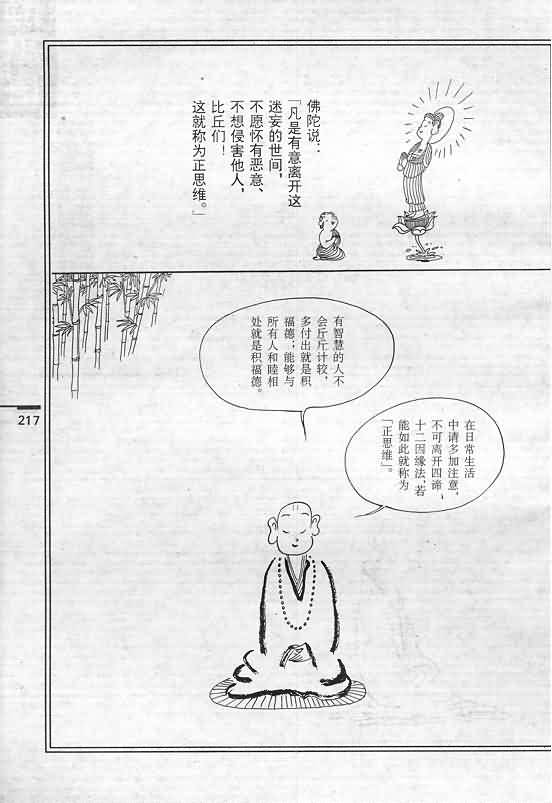 佛陀说：
「凡是有意离开这
迷妄的世间，
不愿怀有恶意、
不想侵害他人，
比丘们！
这就称为正思维。」
有智慧的人不
会斤斤计较，
多付出就是积
福德；能够与
所有人和睦相
处就是积福德。
在日常生活
中请多加注意，
不可离开四谛，
十二因缘法，若
能如此就称为
「正思维」。
217